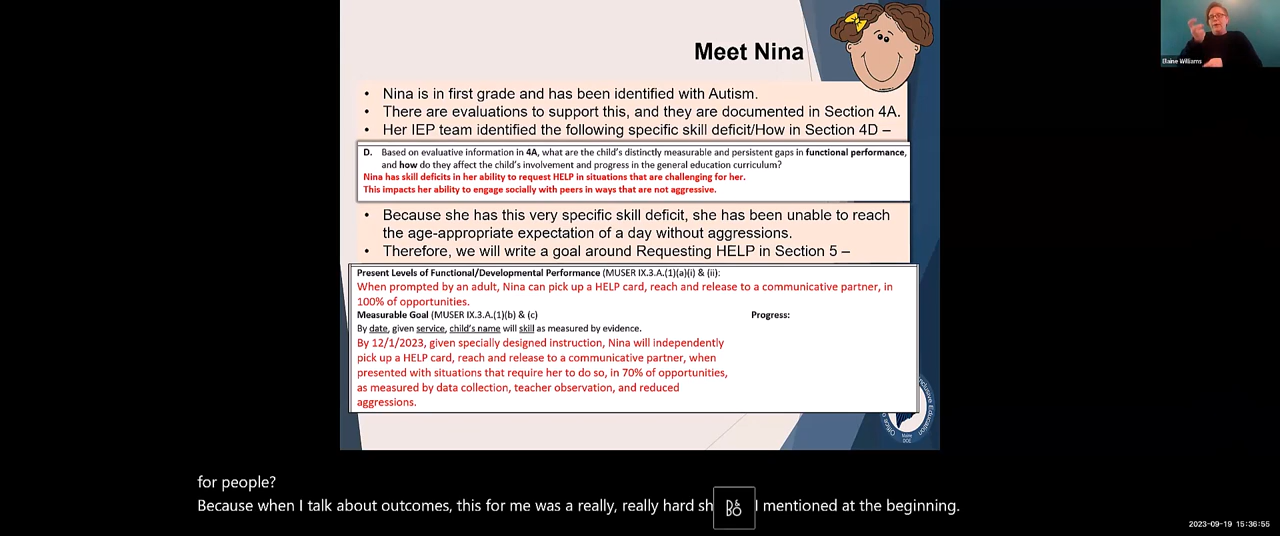 Meet Nina
Elaine Williams
• Nina is in first grade and has been identified with Autism.
• There are evaluations to support this, and they are documented in Section 4A.
• Her IEP team identified the following specific skill deficit/How in Section 4D –
D. Based on evaluative information in 4A, what are the child's distinctly measurable and persistent gaps in functional performance,
and how do they affect the child's involvement and progress in the general education curriculum?
Nina has skill deficits in her ability to request HELP in situations that are challenging for her.
This impacts her ability to engage socially with peers in ways that are not aggressive.
• Because she has this very specific skill deficit, she has been unable to reach
the age-appropriate expectation of a day without aggressions.
• Therefore, we will write a goal around Requesting HELP in Section 5 –
Present Levels of Functional/Developmental Performance (MUSER IX.3.A.(1)(a)(i) & (ii):
When prompted by an adult, Nina can pick up a HELP card, reach and release to a communicative partner, in
100% of opportunities.
Measurable Goal (MUSER IX.3.A.(1)(b) & (c)
Progress:
By date, given service, child's name will skill as measured by evidence.
By 12/1/2023, given specially designed instruction, Nina will independently
pick up a HELP card, reach and release to a communicative partner, when
presented with situations that require her to do so, in 70% of opportunities,
as measured by data collection, teacher observation, and reduced
aggressions.
Maine
DOE
for people?
Because when I talk about outcomes, this for me was a really, really hard sh I mentioned at the beginning.
2023-09-19 15:36:55